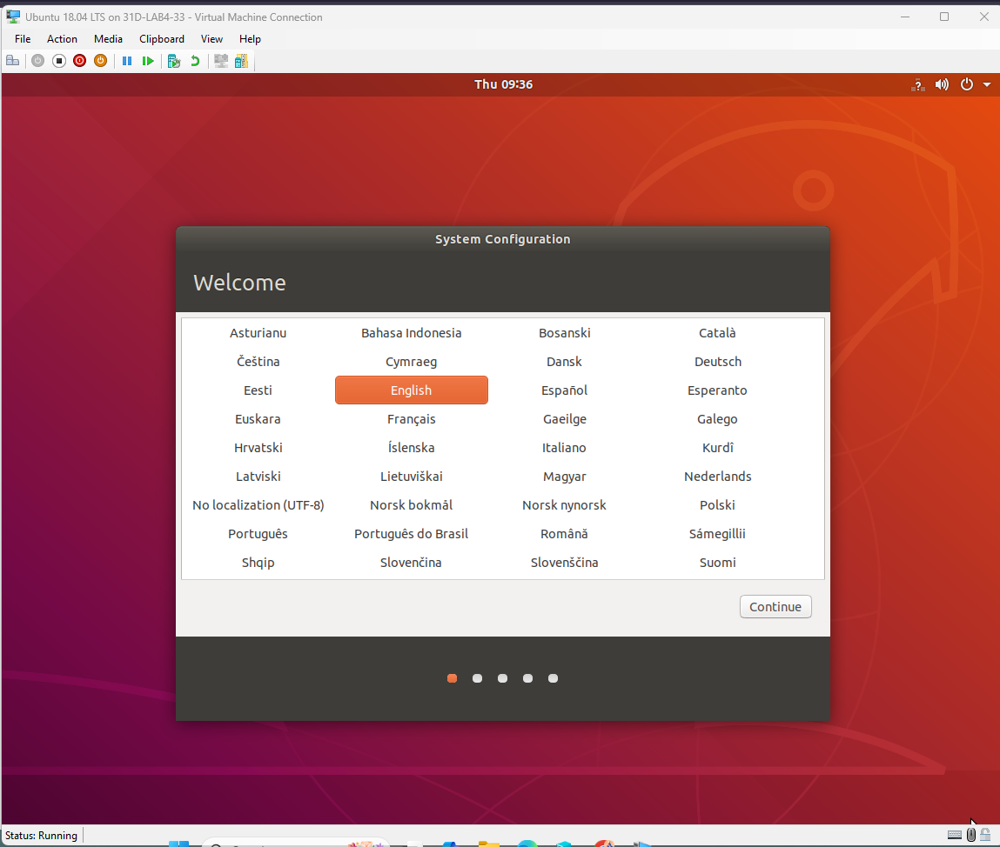 Ubuntu 18.04 LTS on 31D-LAB4-33 - Virtual Machine Connection
File Action Media Clipboard View Help
Thu 09:36
?
System Configuration
Welcome
Asturianu Bahasa Indonesia Bosanski Català
Čeština Cymraeg Dansk Deutsch
Eesti English Español Esperanto
Euskara Français Gaeilge Galego
Hrvatski Íslenska Italiano Kurdî
Latviski Lietuviškai Magyar Nederlands
No localization (UTF-8) Norsk bokmål Norsk nynorsk Polski
Português Português do Brasil Română Sámegillii
Shqip Slovenčina Slovenščina Suomi
Continue
Status: Running